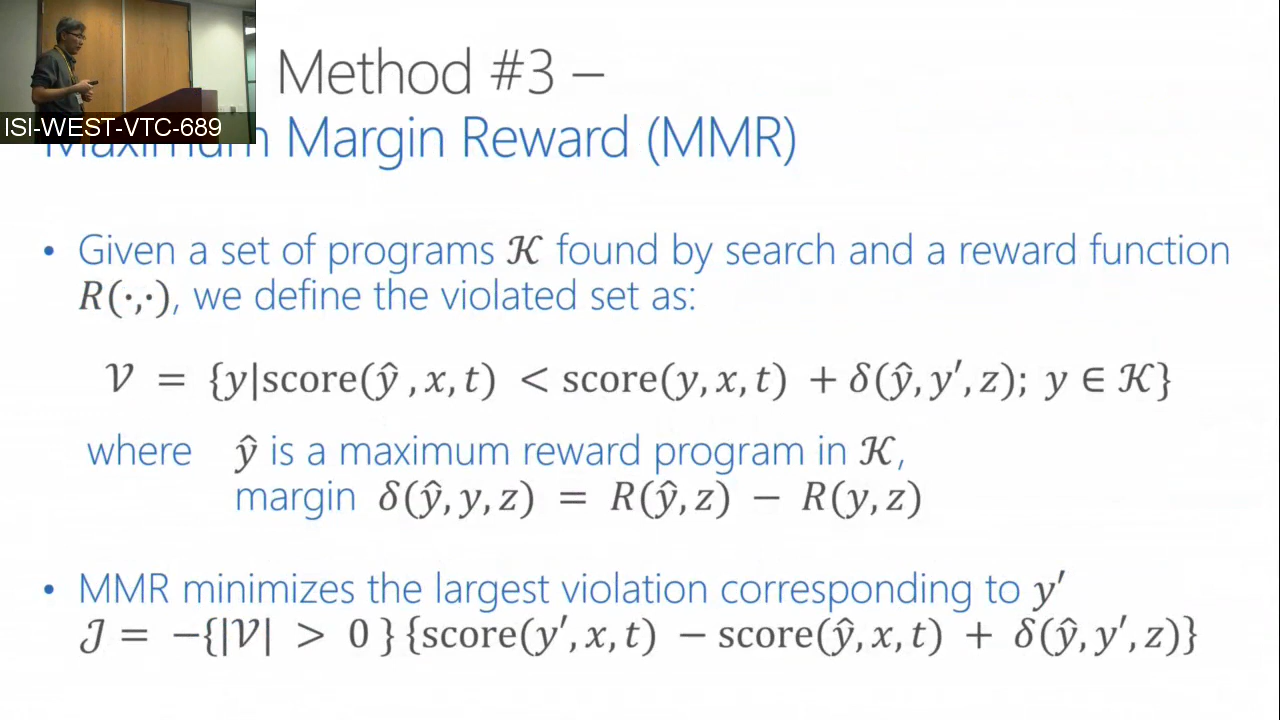 Method #3 –
ISI-WEST-VTC-689
Maximum Margin Reward (MMR)
• Given a set of programs 𝒦 found by search and a reward function
R(·,·), we define the violated set as:
𝒱 = {y|score(ŷ , x, t) < score(y, x, t) + δ(ŷ, y′, z); y ∈ 𝒦}
where ŷ is a maximum reward program in 𝒦,
margin δ(ŷ, y, z) = R(ŷ, z) − R(y, z)
• MMR minimizes the largest violation corresponding to y′
𝒥 = −{|𝒱| > 0 } {score(y′, x, t) − score(ŷ, x, t) + δ(ŷ, y′, z)}